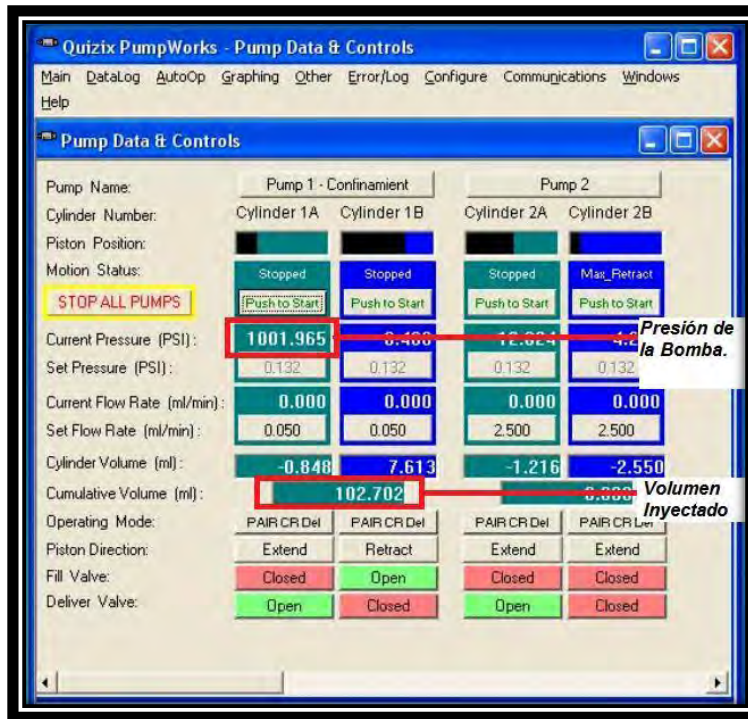 Quizix PumpWorks - Pump Data & Controls
Main DataLog AutoOp Graphing Other Error/Log Configure Communications Windows
Help
Pump Data & Controls
Pump Name: Pump 1 - Confinamient Pump 2
Cylinder Number: Cylinder 1A Cylinder 1B Cylinder 2A Cylinder 2B
Piston Position:
Motion Status: Stopped Stopped Stopped Max_Retract
STOP ALL PUMPS Push to Start Push to Start Push to Start Push to Start
Presión de
la Bomba.
Current Pressure (PSI): 1001.965
Set Pressure (PSI): 0.132 0.132 0.132 0.132
Current Flow Rate (ml/min): 0.000 0.000 0.000 0.000
Set Flow Rate (ml/min): 0.050 0.050 2.500 2.500
Cylinder Volume (ml): -0.848 7.613 -1.216 -2.550
Cumulative Volume (ml): 102.702
Volumen
Inyectado
Operating Mode: PAIR CR Del PAIR CR Del PAIR CR Del PAIR CR Del
Piston Direction: Extend Retract Extend Extend
Fill Valve: Closed Open Closed Closed
Deliver Valve: Open Closed Open Closed